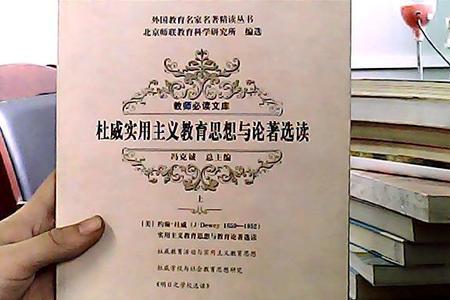 外国教育名家名著精读丛书
北京师联教育科学研究所 编选
教师必读文库
杜威实用主义教育思想与论著选读
冯克诚 总主编
上
[美] 约翰·杜威 (J·Dewey 1859—1952)
实用主义教育思想与教育论著选读
杜威教育活动与实用主义教育思想
杜威学校与社会教育思想研究
《明日之学校选读》